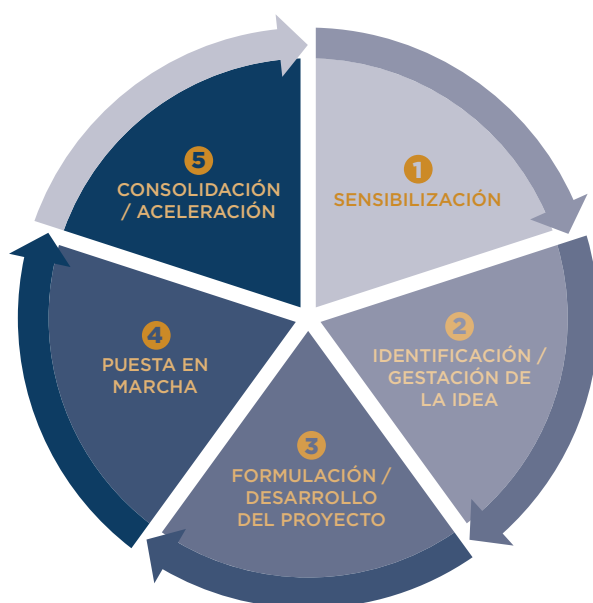 1
SENSIBILIZACIÓN
2
IDENTIFICACIÓN /
GESTACIÓN DE
LA IDEA
3
FORMULACIÓN /
DESARROLLO
DEL PROYECTO
4
PUESTA EN
MARCHA
5
CONSOLIDACIÓN
/ ACELERACIÓN